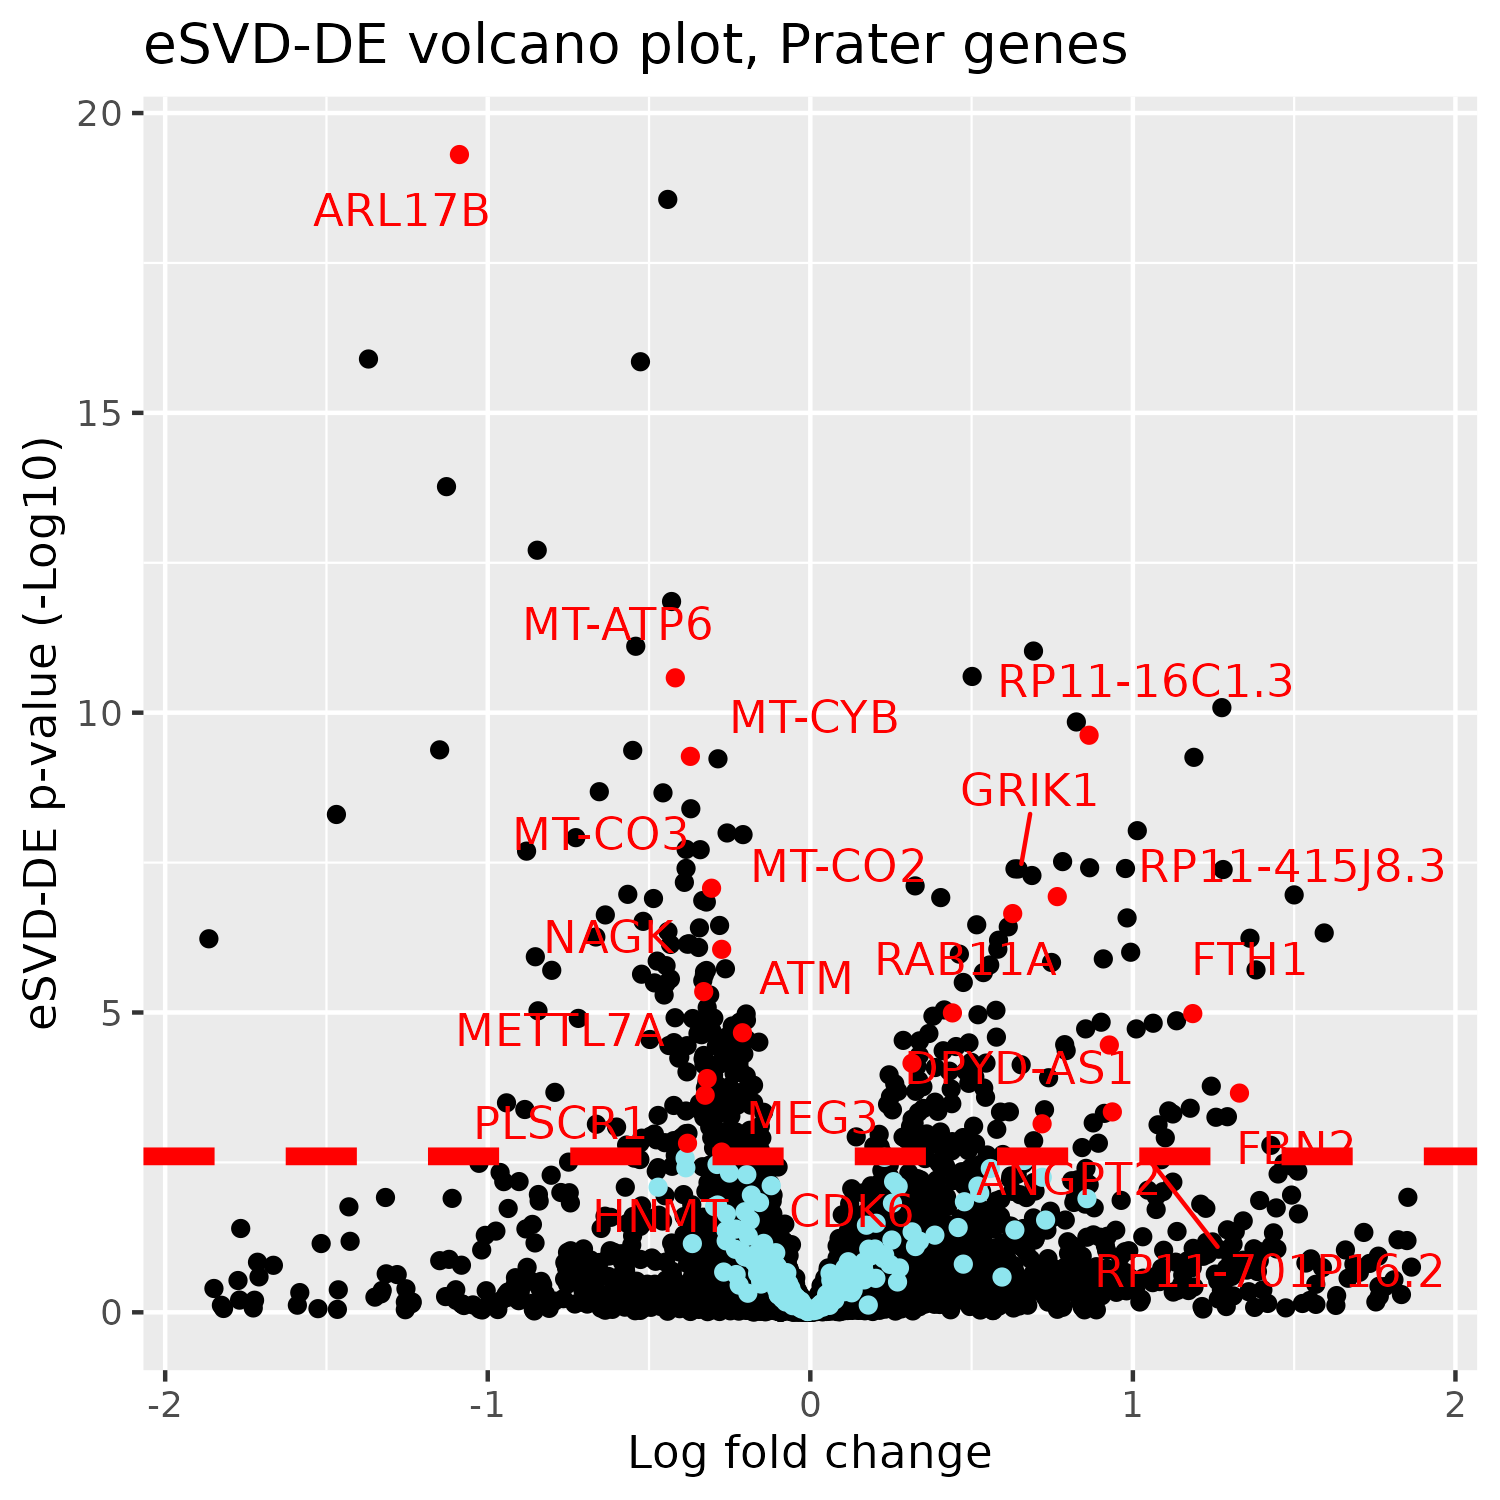 eSVD-DE volcano plot, Prater genes
20
ARL17B
15
MT-ATP6
RP11-16C1.3
10
MT-CYB
GRIK1
MT-CO3
MT-CO2
RP11-415J8.3
NAGK
RAB11A
FTH1
ATM
5
METTL7A
DPYD-AS1
PLSCR1
MEG3
FBN2
ANGPT2
HNMT
CDK6
RP11-701P16.2
0
-2 -1 0 1 2
Log fold change
eSVD-DE p-value (-Log10)